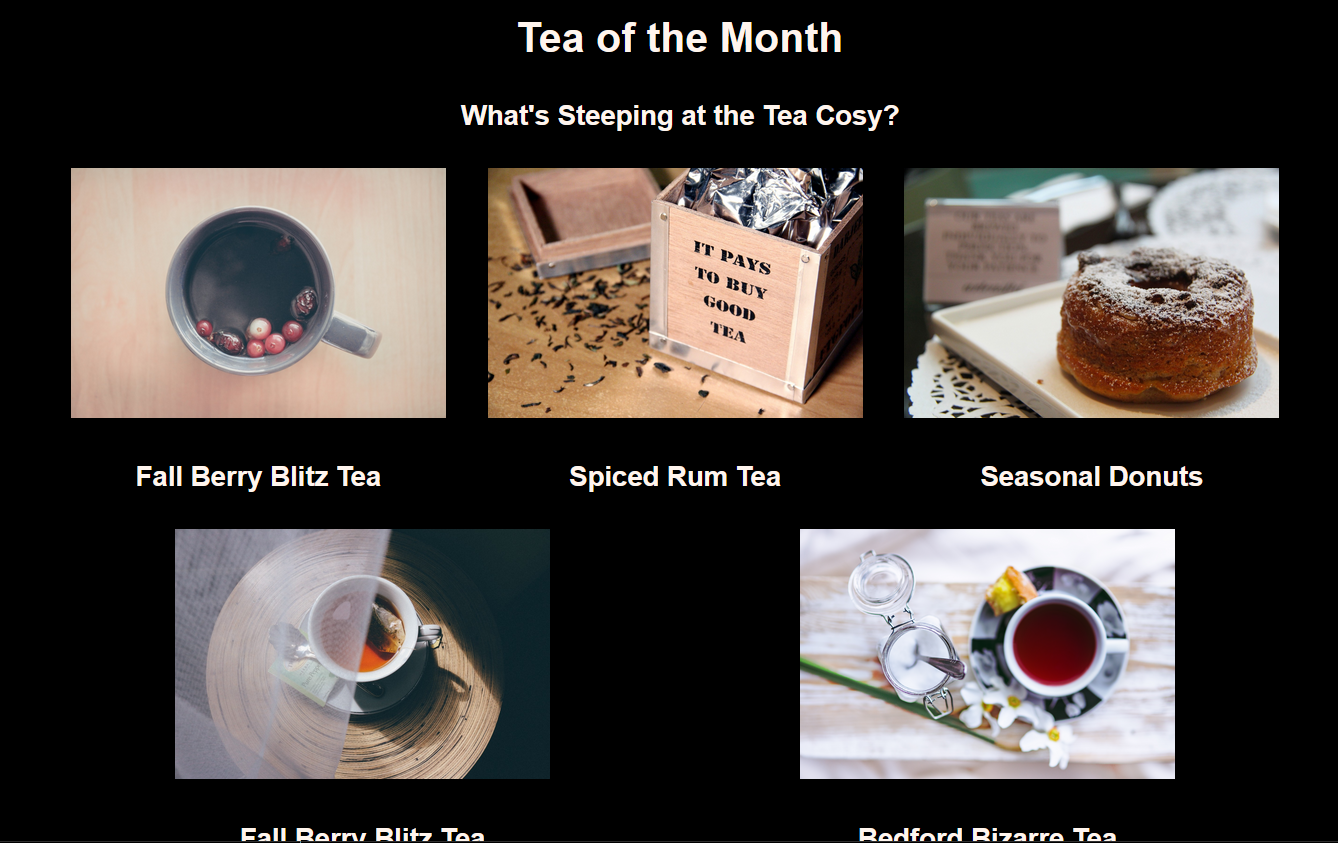 Tea of the Month
What's Steeping at the Tea Cosy?
IT PAYS
TO BUY
GOOD
TEA
Fall Berry Blitz Tea
Spiced Rum Tea
Seasonal Donuts
Fall Berry Blitz Tea
Bedford Bizarre Tea